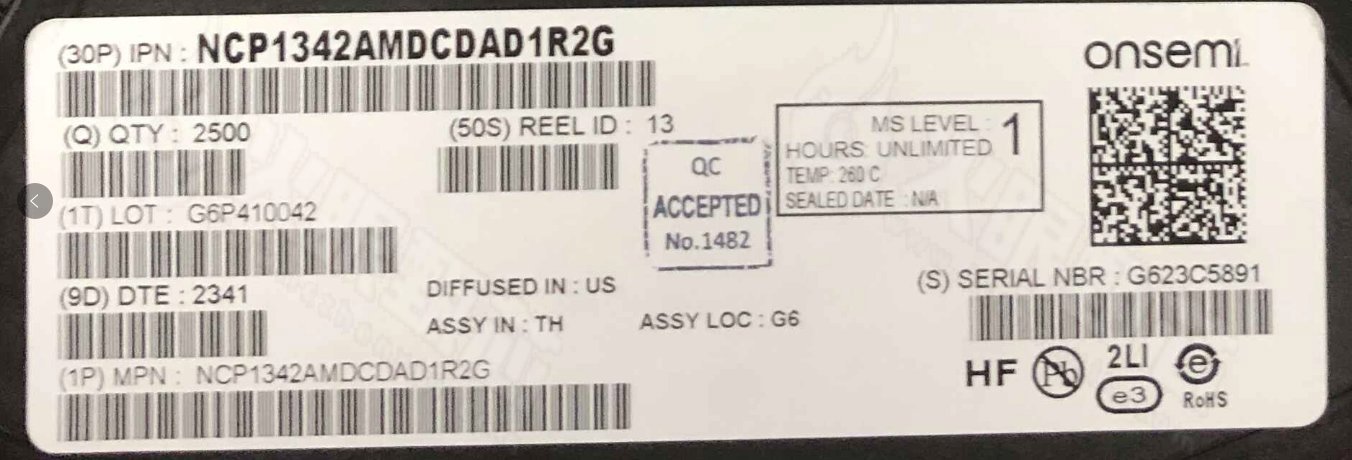 (30P) IPN : NCP1342AMDCDAD1R2G
onsemi
(Q) QTY : 2500
(50S) REEL ID : 13
MS LEVEL : 1
HOURS: UNLIMITED
TEMP: 260 C
SEALED DATE : N/A
QC
ACCEPTED
No.1482
(1T) LOT : G6P410042
(9D) DTE : 2341
DIFFUSED IN : US
ASSY IN : TH
ASSY LOC : G6
(S) SERIAL NBR : G623C5891
(1P) MPN : NCP1342AMDCDAD1R2G
HF
Pb
2LI
e3
e
RoHS